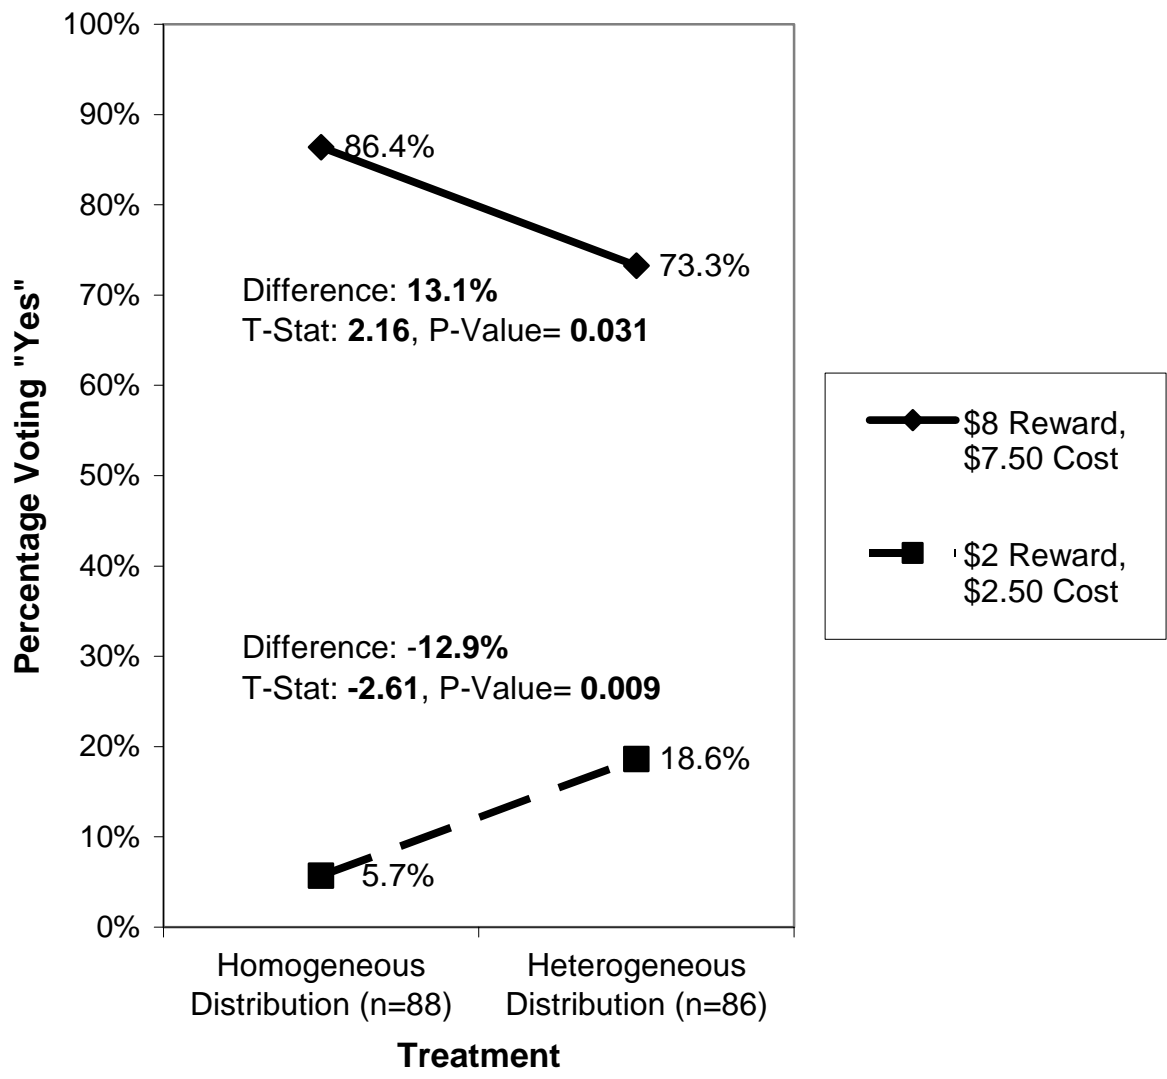 100%
90%
80%
70%
60%
50%
40%
30%
20%
10%
0%
Percentage Voting "Yes"
86.4%
73.3%
Difference: 13.1%
T-Stat: 2.16, P-Value= 0.031
Difference: -12.9%
T-Stat: -2.61, P-Value= 0.009
18.6%
5.7%
Homogeneous
Distribution (n=88)
Heterogeneous
Distribution (n=86)
Treatment
$8 Reward,
$7.50 Cost
$2 Reward,
$2.50 Cost